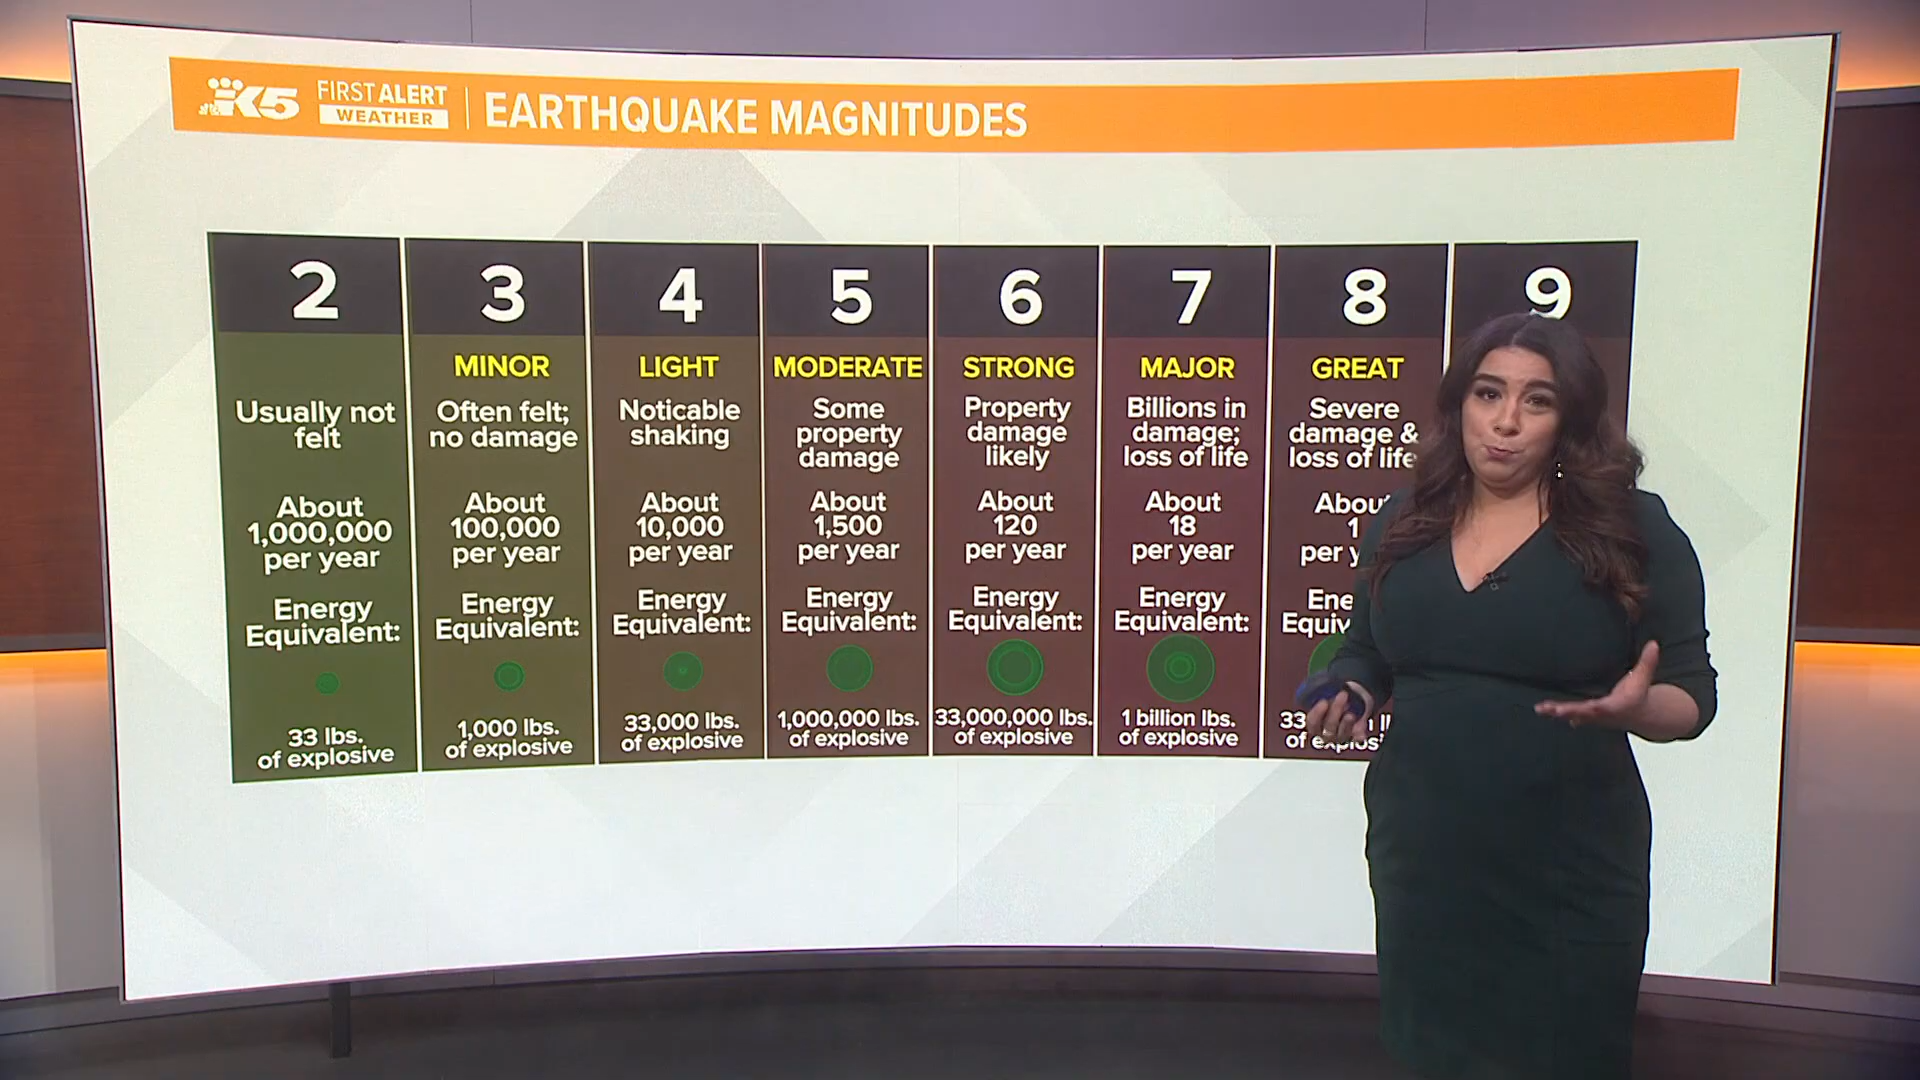 K5
FIRST ALERT
WEATHER
EARTHQUAKE MAGNITUDES
2
Usually not
felt
About
1,000,000
per year
Energy
Equivalent:
33 lbs.
of explosive
3
MINOR
Often felt;
no damage
About
100,000
per year
Energy
Equivalent:
1,000 lbs.
of explosive
4
LIGHT
Noticable
shaking
About
10,000
per year
Energy
Equivalent:
33,000 lbs.
of explosive
5
MODERATE
Some
property
damage
About
1,500
per year
Energy
Equivalent:
1,000,000 lbs.
of explosive
6
STRONG
Property
damage
likely
About
120
per year
Energy
Equivalent:
33,000,000 lbs.
of explosive
7
MAJOR
Billions in
damage;
loss of life
About
18
per year
Energy
Equivalent:
1 billion lbs.
of explosive
8
GREAT
Severe
damage &
loss of life
About
1
per
of
9